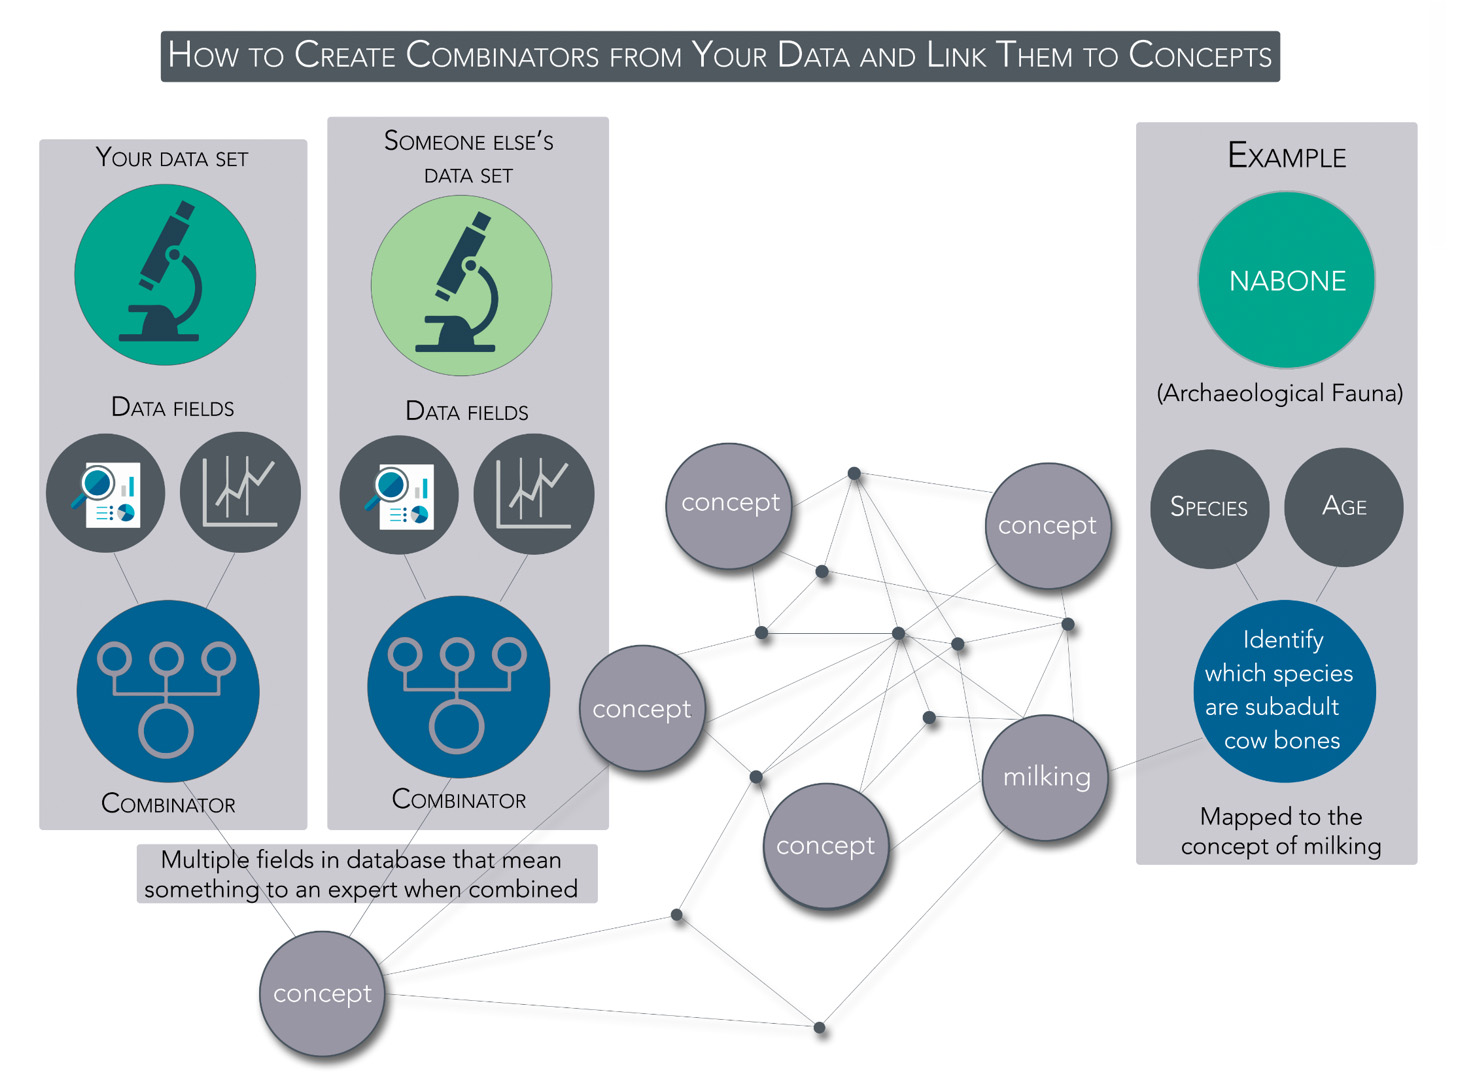 How to Create Combinators from Your Data and Link Them to Concepts
Your data set
Data fields
Combinator
Someone else's
data set
Data fields
Combinator
Multiple fields in database that mean
something to an expert when combined
concept
concept
concept
concept
concept
milking
Example
NABONE
(Archaeological Fauna)
Species
Age
Identify
which species
are subadult
cow bones
Mapped to the
concept of milking